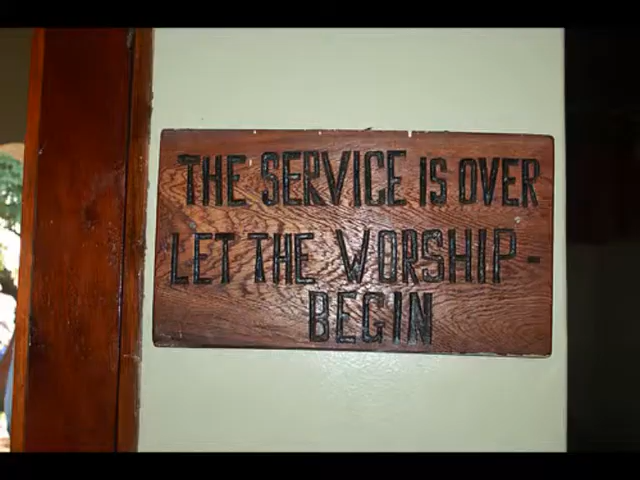 THE SERVICE IS OVER
LET THE WORSHIP-
BEGIN